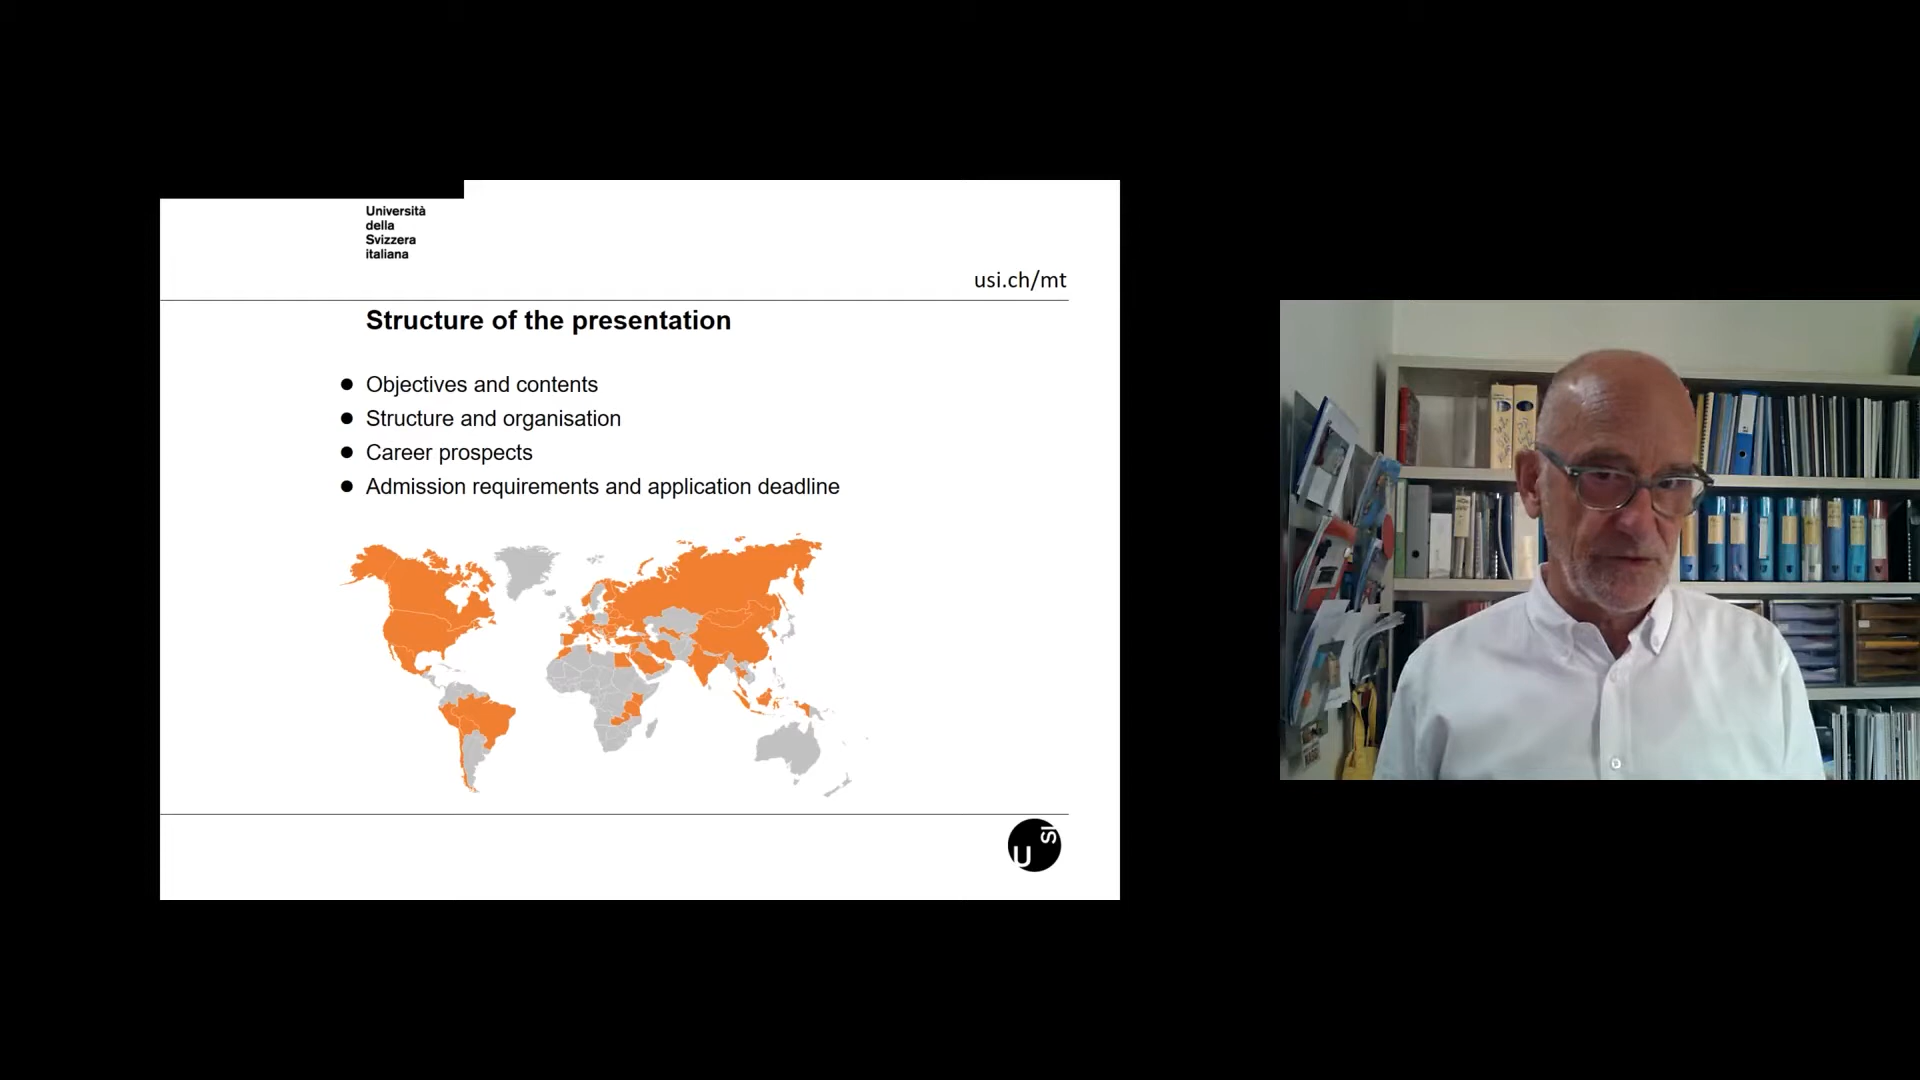 Università
della
Svizzera
italiana
usi.ch/mt
Structure of the presentation
● Objectives and contents
● Structure and organisation
● Career prospects
● Admission requirements and application deadline
U
SI